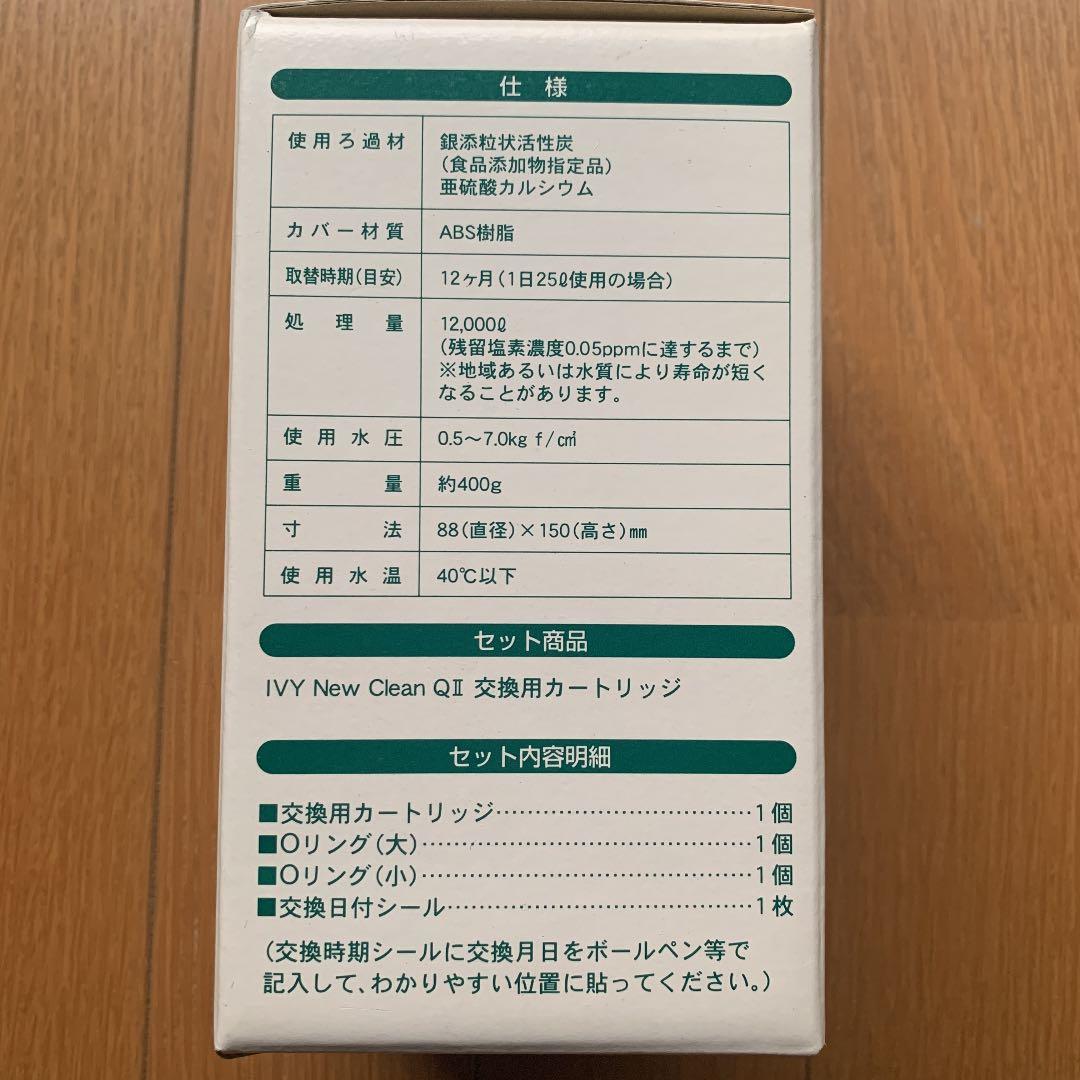 仕様
使用ろ過材 銀添粒状活性炭
(食品添加物指定品)
亜硫酸カルシウム
カバー材質 ABS樹脂
取替時期(目安) 12ヶ月(1日25ℓ使用の場合)
処理量 12,000ℓ
(残留塩素濃度0.05ppmに達するまで)
※地域あるいは水質により寿命が短く
なることがあります。
使用水圧 0.5〜7.0kg f/㎠
重量 約400g
寸法 88(直径)×150(高さ)㎜
使用水温 40℃以下
セット商品
IVY New Clean QⅡ 交換用カートリッジ
セット内容明細
■交換用カートリッジ……………………………1個
■Oリング(大)……………………………………1個
■Oリング(小)……………………………………1個
■交換日付シール…………………………………1枚
(交換時期シールに交換月日をボールペン等で
記入して、わかりやすい位置に貼ってください。)